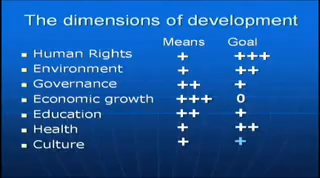 The dimensions of development
Means Goal
Human Rights + +++
Environment + ++
Governance ++ +
Economic growth +++ 0
Education ++ +
Health + ++
Culture + +